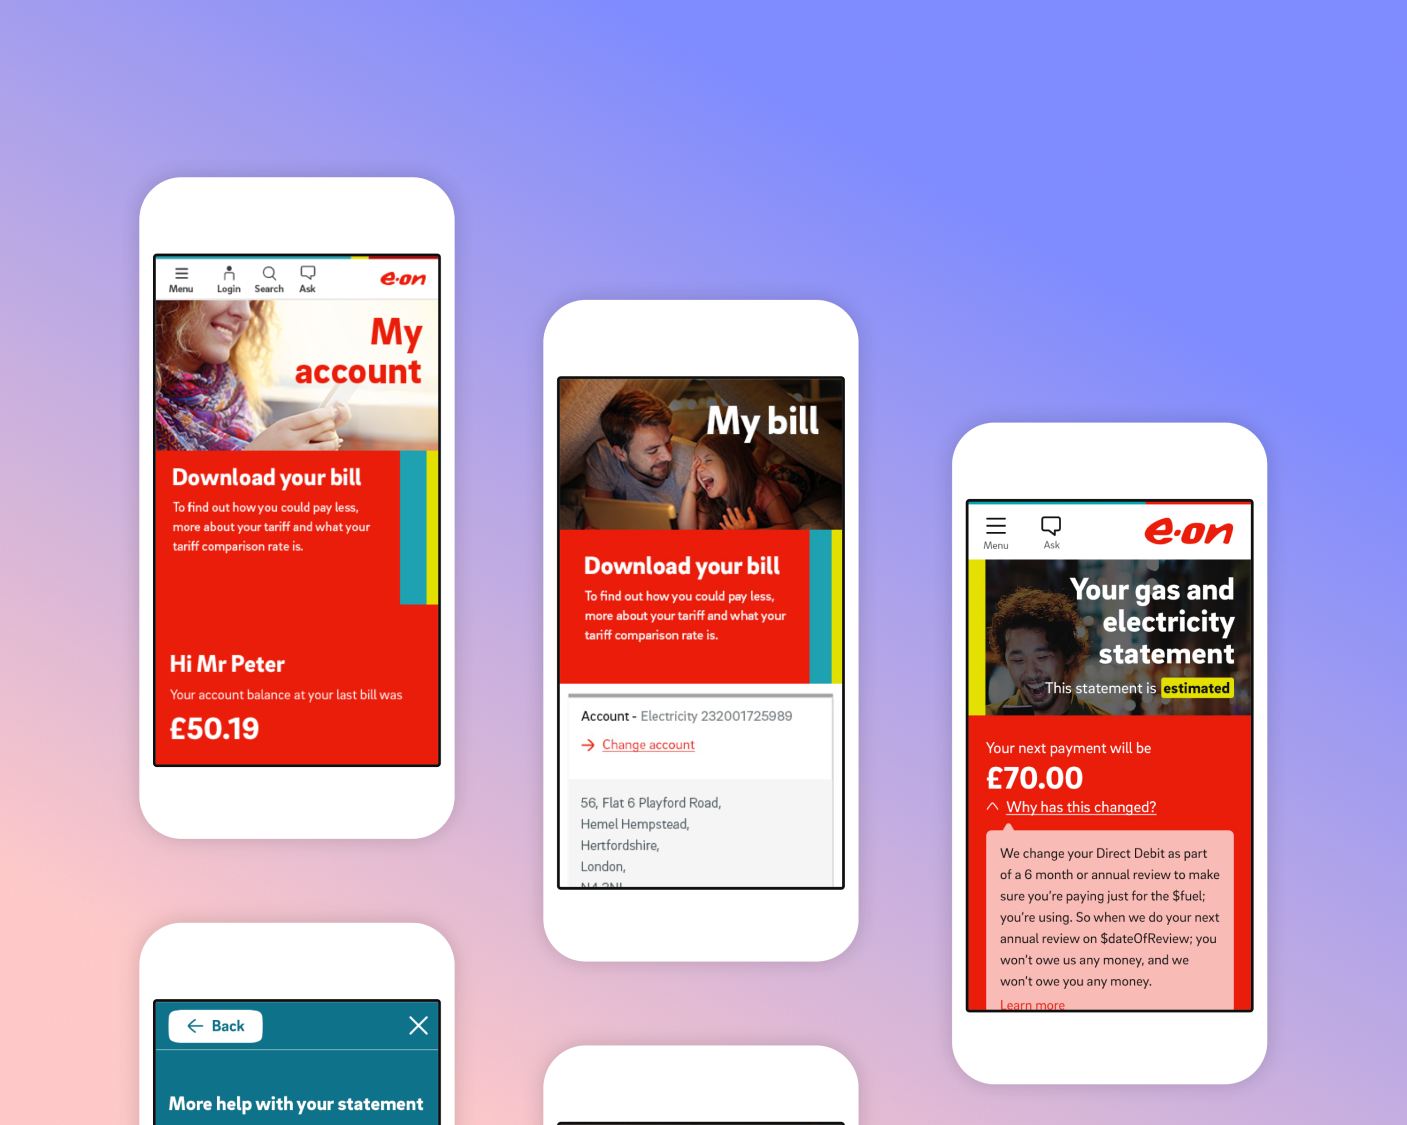 Menu
Login
Search
Ask
e·on
My
account
Download your bill
To find out how you could pay less,
more about your tariff and what your
tariff comparison rate is.
Hi Mr Peter
Your account balance at your last bill was
£50.19
My bill
Download your bill
To find out how you could pay less,
more about your tariff and what your
tariff comparison rate is.
Account - Electricity 232001725989
Change account
56, Flat 6 Playford Road,
Hemel Hempstead,
Hertfordshire,
London,
Menu
Ask
e·on
Your gas and
electricity
statement
This statement is estimated
Your next payment will be
£70.00
Why has this changed?
We change your Direct Debit as part
of a 6 month or annual review to make
sure you're paying just for the $fuel;
you're using. So when we do your next
annual review on $dateOfReview; you
won't owe us any money, and we
won't owe you any money.
Learn more
Back
More help with your statement